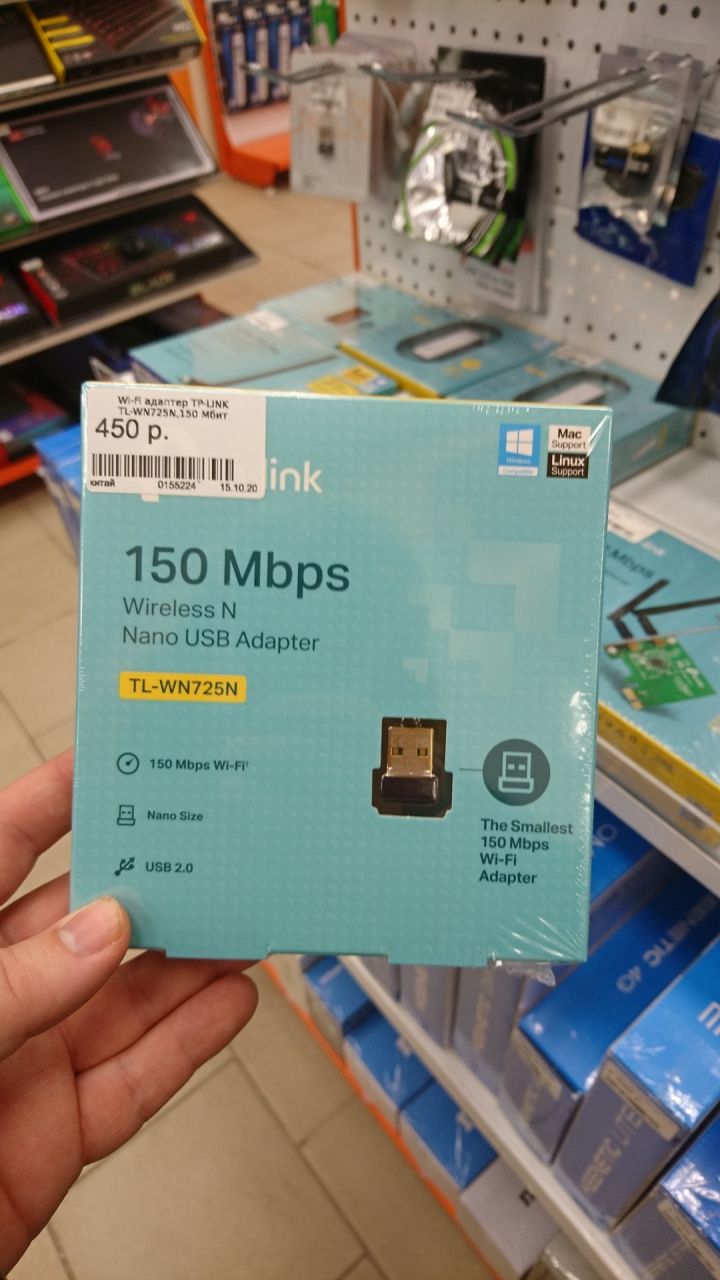 Wi-Fi адаптер TP-LINK
TL-WN725N,150 Мбит
450 р.
китай 0155224 15.10.20
link
Windows
Compatible
Mac
Support
Linux
Support
150 Mbps
Wireless N
Nano USB Adapter
TL-WN725N
150 Mbps Wi-Fi†
Nano Size
USB 2.0
The Smallest
150 Mbps
Wi-Fi
Adapter